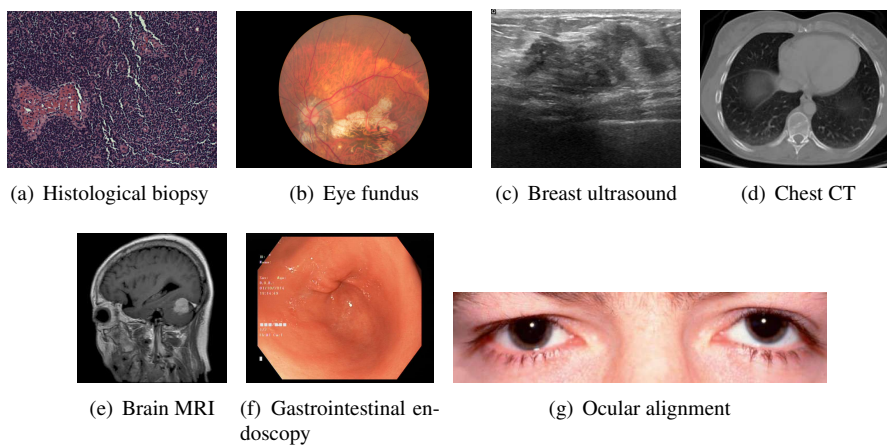 (a) Histological biopsy
(b) Eye fundus
(c) Breast ultrasound
(d) Chest CT
(e) Brain MRI
(f) Gastrointestinal en-
doscopy
(g) Ocular alignment